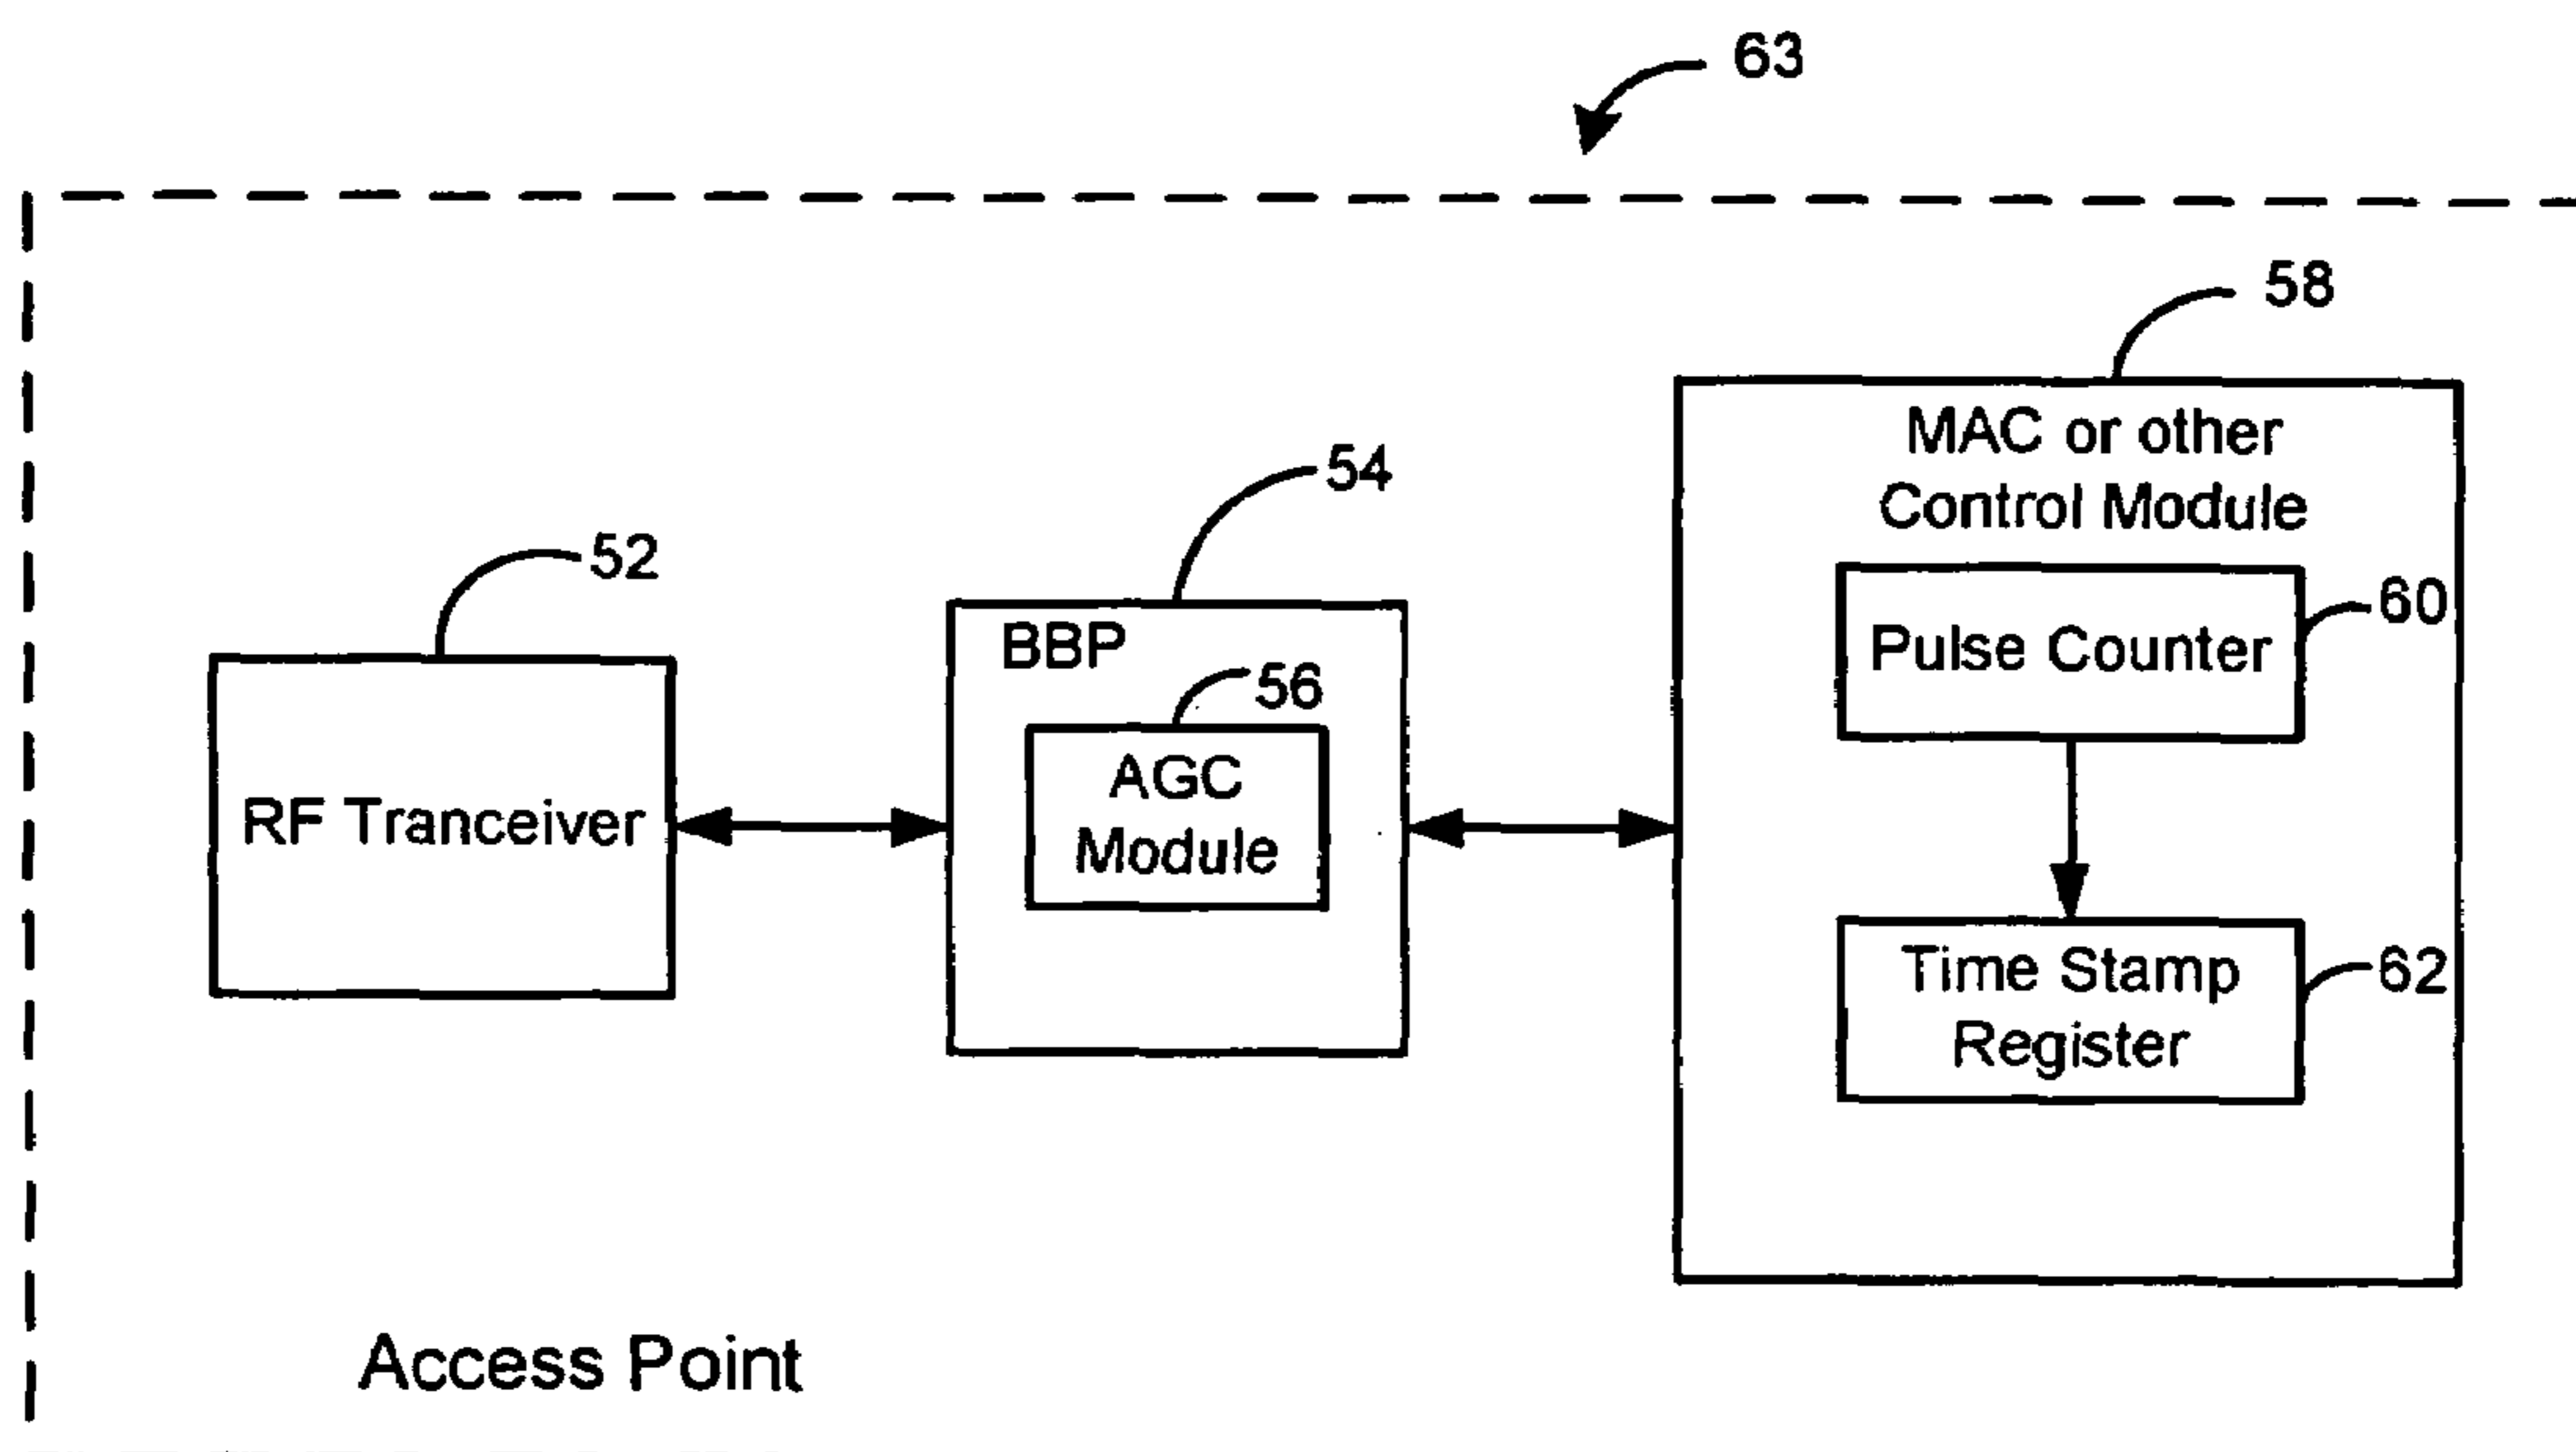 63
58
MAC or other
Control Module
54
52
60
BBP
Pulse Counter
56
AGC
Module
RF Tranceiver
Time Stamp
Register
62
Access Point